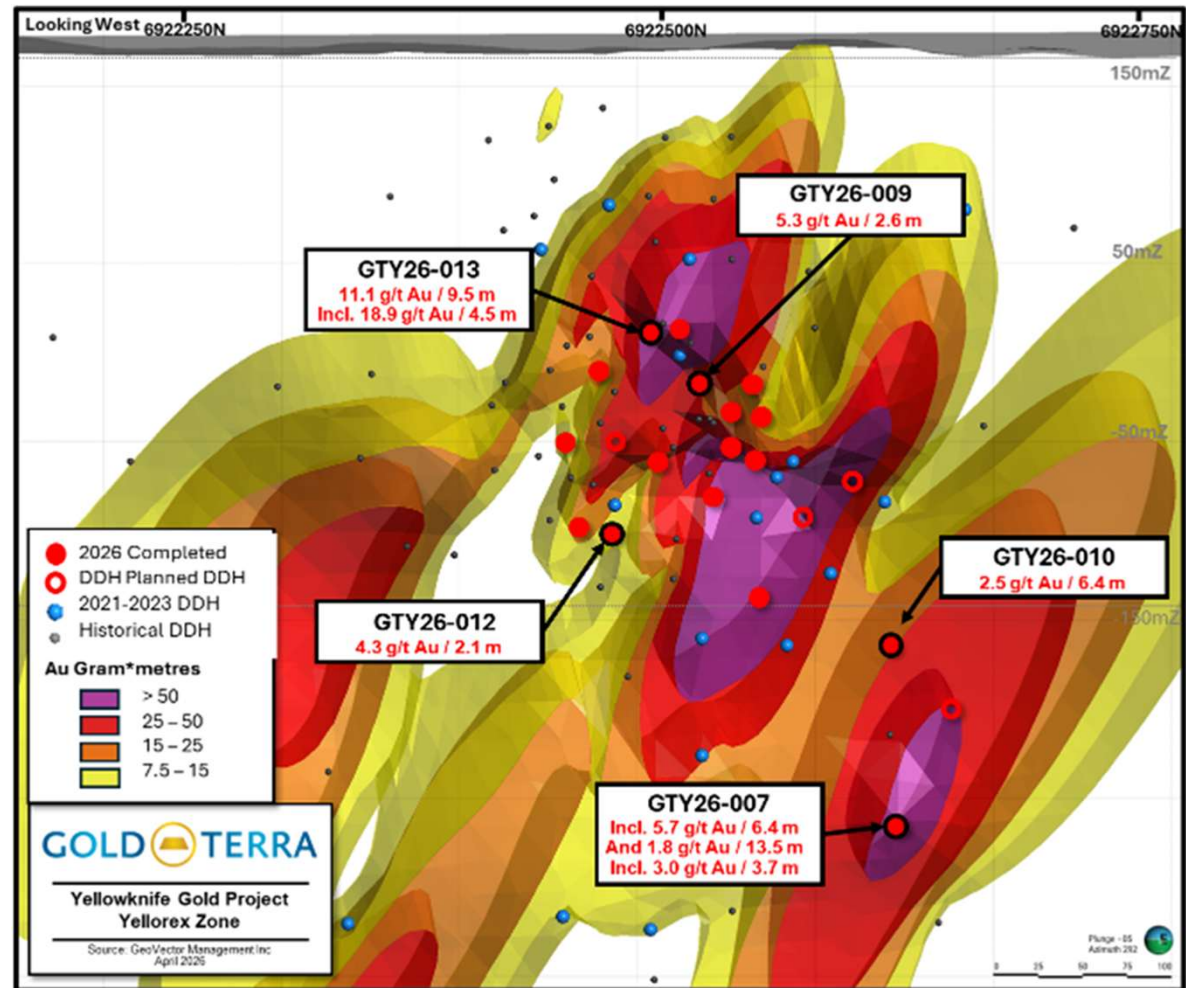 Looking West
6922250N
6922500N
6922750N
150mZ
GTY26-009
5.3 g/t Au / 2.6 m
50mZ
GTY26-013
11.1 g/t Au / 9.5 m
Incl. 18.9 g/t Au / 4.5 m
-50mZ
2026 Completed
DDH Planned DDH
2021-2023 DDH
Historical DDH
Au Gram*metres
> 50
25 – 50
15 – 25
7.5 – 15
GTY26-010
2.5 g/t Au / 6.4 m
-150mZ
GTY26-012
4.3 g/t Au / 2.1 m
GTY26-007
Incl. 5.7 g/t Au / 6.4 m
And 1.8 g/t Au / 13.5 m
Incl. 3.0 g/t Au / 3.7 m
GOLD TERRA
Yellowknife Gold Project
Yellorex Zone
Source: GeoVector Management Inc
April 2026
Plunge -05
Azimuth 292
0 25 50 75 100